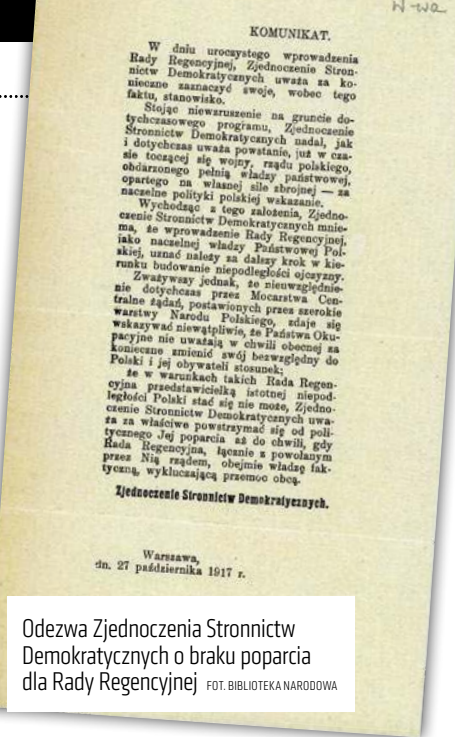 W-wa
KOMUNIKAT.
W dniu uroczystego wprowadzenia
Rady Regencyjnej, Zjednoczenie Stron-
nictw Demokratycznych uważa za ko-
nieczne zaznaczyć swoje, wobec tego
faktu, stanowisko.
Stojąc niewzruszenie na gruncie do-
tychczasowego programu, Zjednoczenie
Stronnictw Demokratycznych nadal, jak
i dotychczas uważa powstanie, już w cza-
sie toczącej się wojny, rządu polskiego,
obdarzonego pełnią władzy państwowej,
opartego na własnej sile zbrojnej — za
naczelne polityki polskiej wskazanie.
Wychodząc z tego założenia, Zjedno-
czenie Stronnictw Demokratycznych mnie-
ma, że wprowadzenie Rady Regencyjnej,
jako naczelnej władzy Państwowej Pol-
skiej, uznać należy za dalszy krok w kie-
runku budowanie niepodległości ojczyzny.
Zważywszy jednak, że nieuwzględnie-
nie dotychczas przez Mocarstwa Cen-
tralne żądań, postawionych przez szerokie
warstwy Narodu Polskiego, zdaje się
wskazywać niewątpliwie, że Państwa Oku-
pacyjne nie uważają w chwili obecnej za
konieczne zmienić swój bezwzględny do
Polski i jej obywateli stosunek;
że w warunkach takich Rada Regen-
cyjna przedstawicielką istotnej niepod-
ległości Polski stać się nie może, Zjedno-
czenie Stronnictw Demokratycznych uwa-
ża za właściwe powstrzymać się od poli-
tycznego Jej poparcia aż do chwili, gdy
Rada Regencyjna, łącznie z powołanym
przez Nią rządem, obejmie władzę fak-
tyczną, wykluczającą przemoc obcą.
Zjednoczenie Stronnictw Demokratycznych.
Warszawa,
dn. 27 października 1917 r.
Odezwa Zjednoczenia Stronnictw
Demokratycznych o braku poparcia
dla Rady Regencyjnej FOT. BIBLIOTEKA NARODOWA